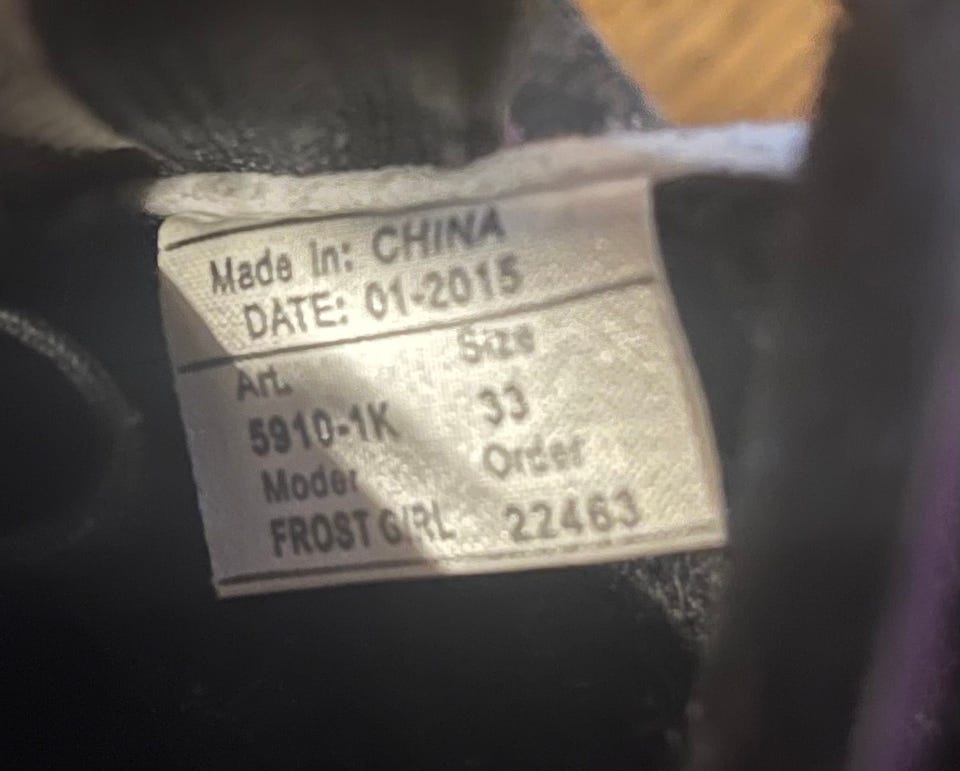 Made In: CHINA
DATE: 01-2015
Art. Size
5910-1K 33
Model Order
FROST GIRL 22463